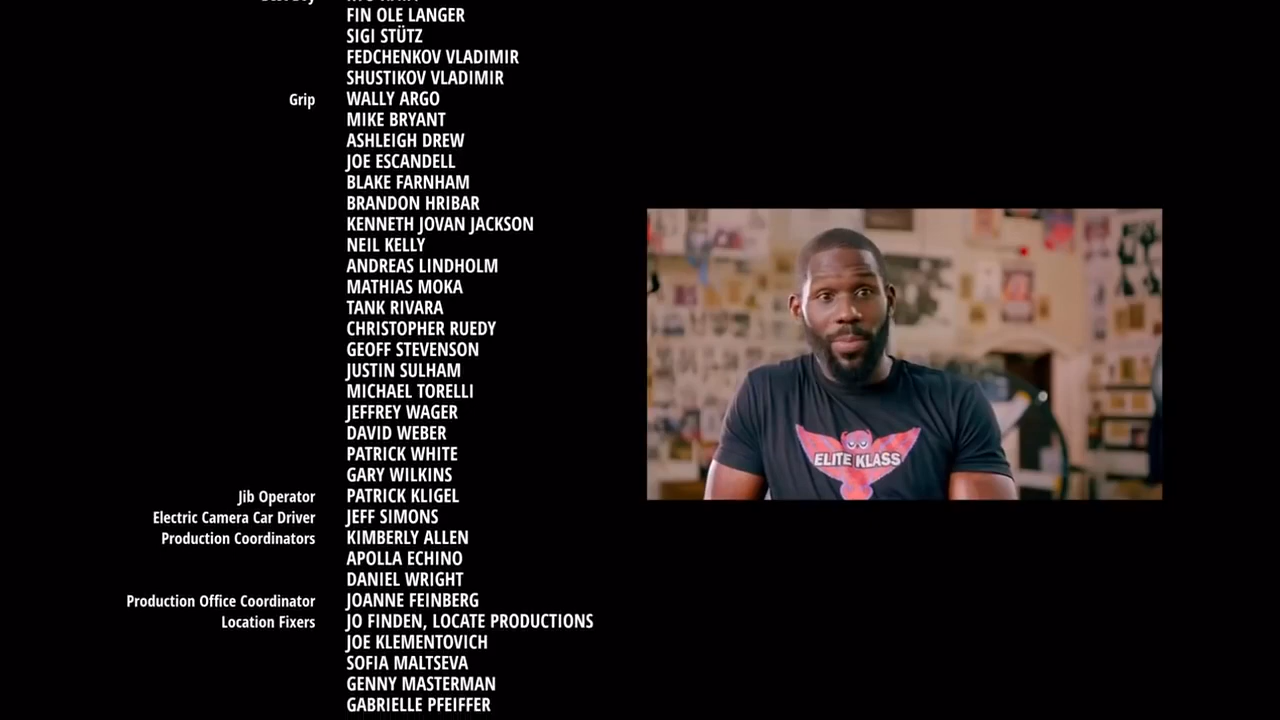 FIN OLE LANGER
SIGI STÜTZ
FEDCHENKOV VLADIMIR
SHUSTIKOV VLADIMIR
Grip WALLY ARGO
MIKE BRYANT
ASHLEIGH DREW
JOE ESCANDELL
BLAKE FARNHAM
BRANDON HRIBAR
KENNETH JOVAN JACKSON
NEIL KELLY
ANDREAS LINDHOLM
MATHIAS MOKA
TANK RIVARA
CHRISTOPHER RUEDY
GEOFF STEVENSON
JUSTIN SULHAM
MICHAEL TORELLI
JEFFREY WAGER
DAVID WEBER
PATRICK WHITE
GARY WILKINS
Jib Operator PATRICK KLIGEL
Electric Camera Car Driver JEFF SIMONS
Production Coordinators KIMBERLY ALLEN
APOLLA ECHINO
DANIEL WRIGHT
Production Office Coordinator JOANNE FEINBERG
Location Fixers JO FINDEN, LOCATE PRODUCTIONS
JOE KLEMENTOVICH
SOFIA MALTSEVA
GENNY MASTERMAN
GABRIELLE PFEIFFER
ELITE KLASS